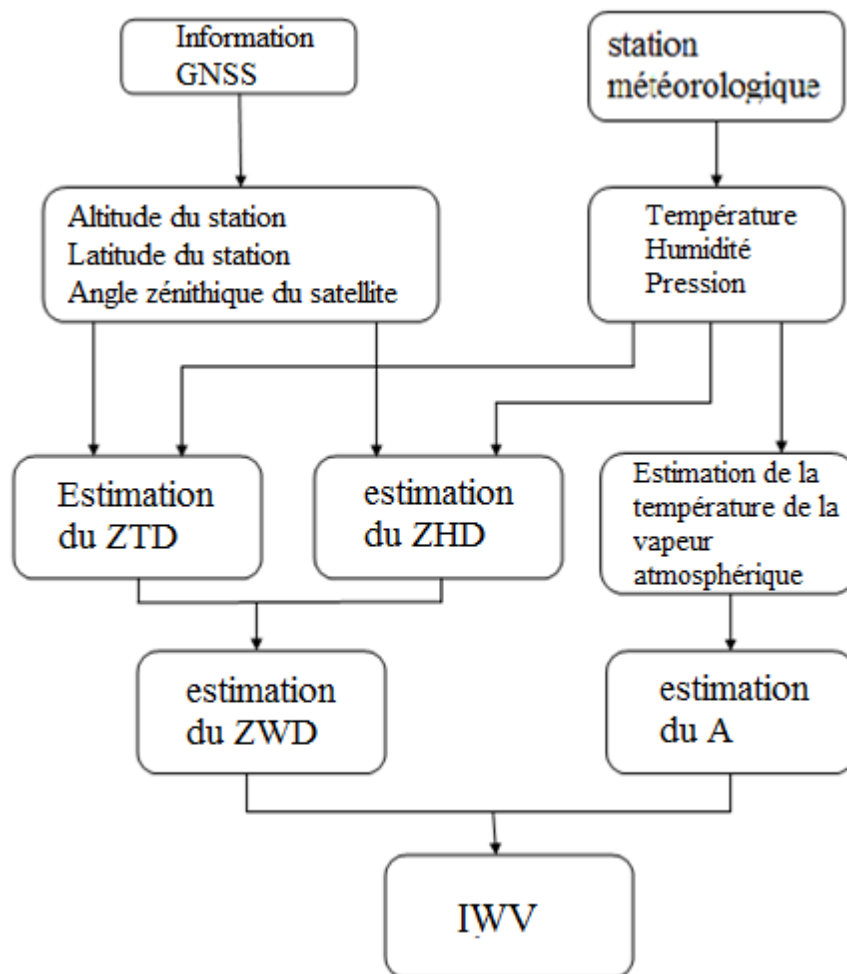 Information
GNSS
station
météorologique
Altitude du station
Latitude du station
Angle zénithique du satellite
Température
Humidité
Pression
Estimation
du ZTD
estimation
du ZHD
Estimation de la
température de la
vapeur
atmosphérique
estimation
du ZWD
estimation
du A
IWV